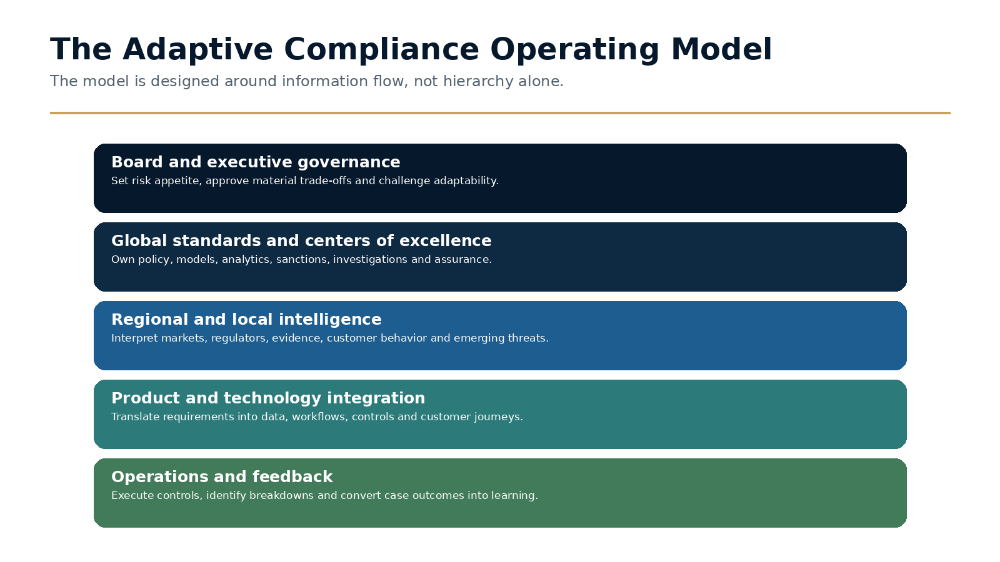 The Adaptive Compliance Operating Model
The model is designed around information flow, not hierarchy alone.
Board and executive governance
Set risk appetite, approve material trade-offs and challenge adaptability.
Global standards and centers of excellence
Own policy, models, analytics, sanctions, investigations and assurance.
Regional and local intelligence
Interpret markets, regulators, evidence, customer behavior and emerging threats.
Product and technology integration
Translate requirements into data, workflows, controls and customer journeys.
Operations and feedback
Execute controls, identify breakdowns and convert case outcomes into learning.